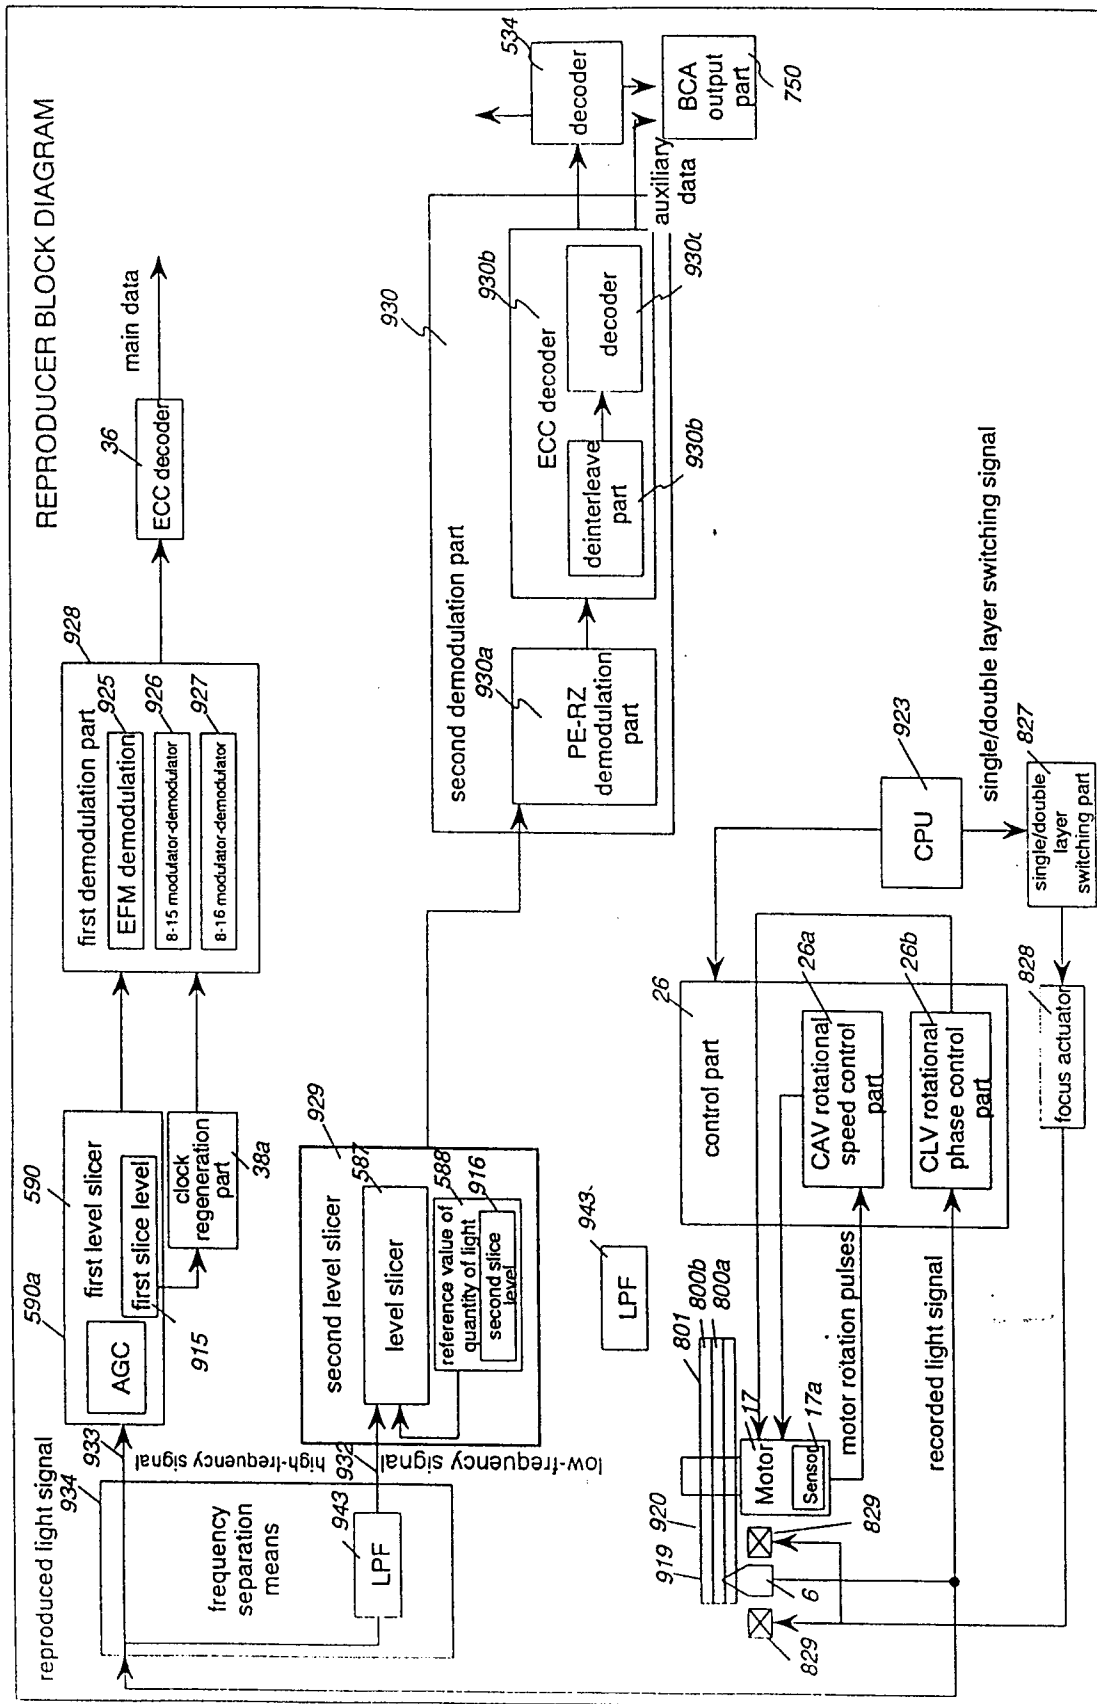 REPRODUCER BLOCK DIAGRAM
reproduced light signal
934
933
high-frequency signal
frequency
separation
means
943
LPF
932
low-frequency signal
590a
590
first level slicer
AGC
first slice level
915
clock
regeneration
part
38a
928
first demodulation part
925
EFM demodulation
926
8-15 modulator-demodulator
927
8-16 modulator-demodulator
36
ECC decoder
main data
929
second level slicer
587
level slicer
588
reference value of
quantity of light
916
second slice
level
930
second demodulation part
930a
PE-RZ
demodulation
part
930b
ECC decoder
deinterleave
part
930b
decoder
930c
auxiliary
data
534
decoder
BCA
output
part
750
943
LPF
919
920
801
800b
800a
829
6
829
17
Motor
17a
Sensor
motor rotation pulses
recorded light signal
26
control part
26a
CAV rotational
speed control
part
26b
CLV rotational
phase control
part
923
CPU
single/double layer switching signal
827
single/double
layer
switching part
828
focus actuator